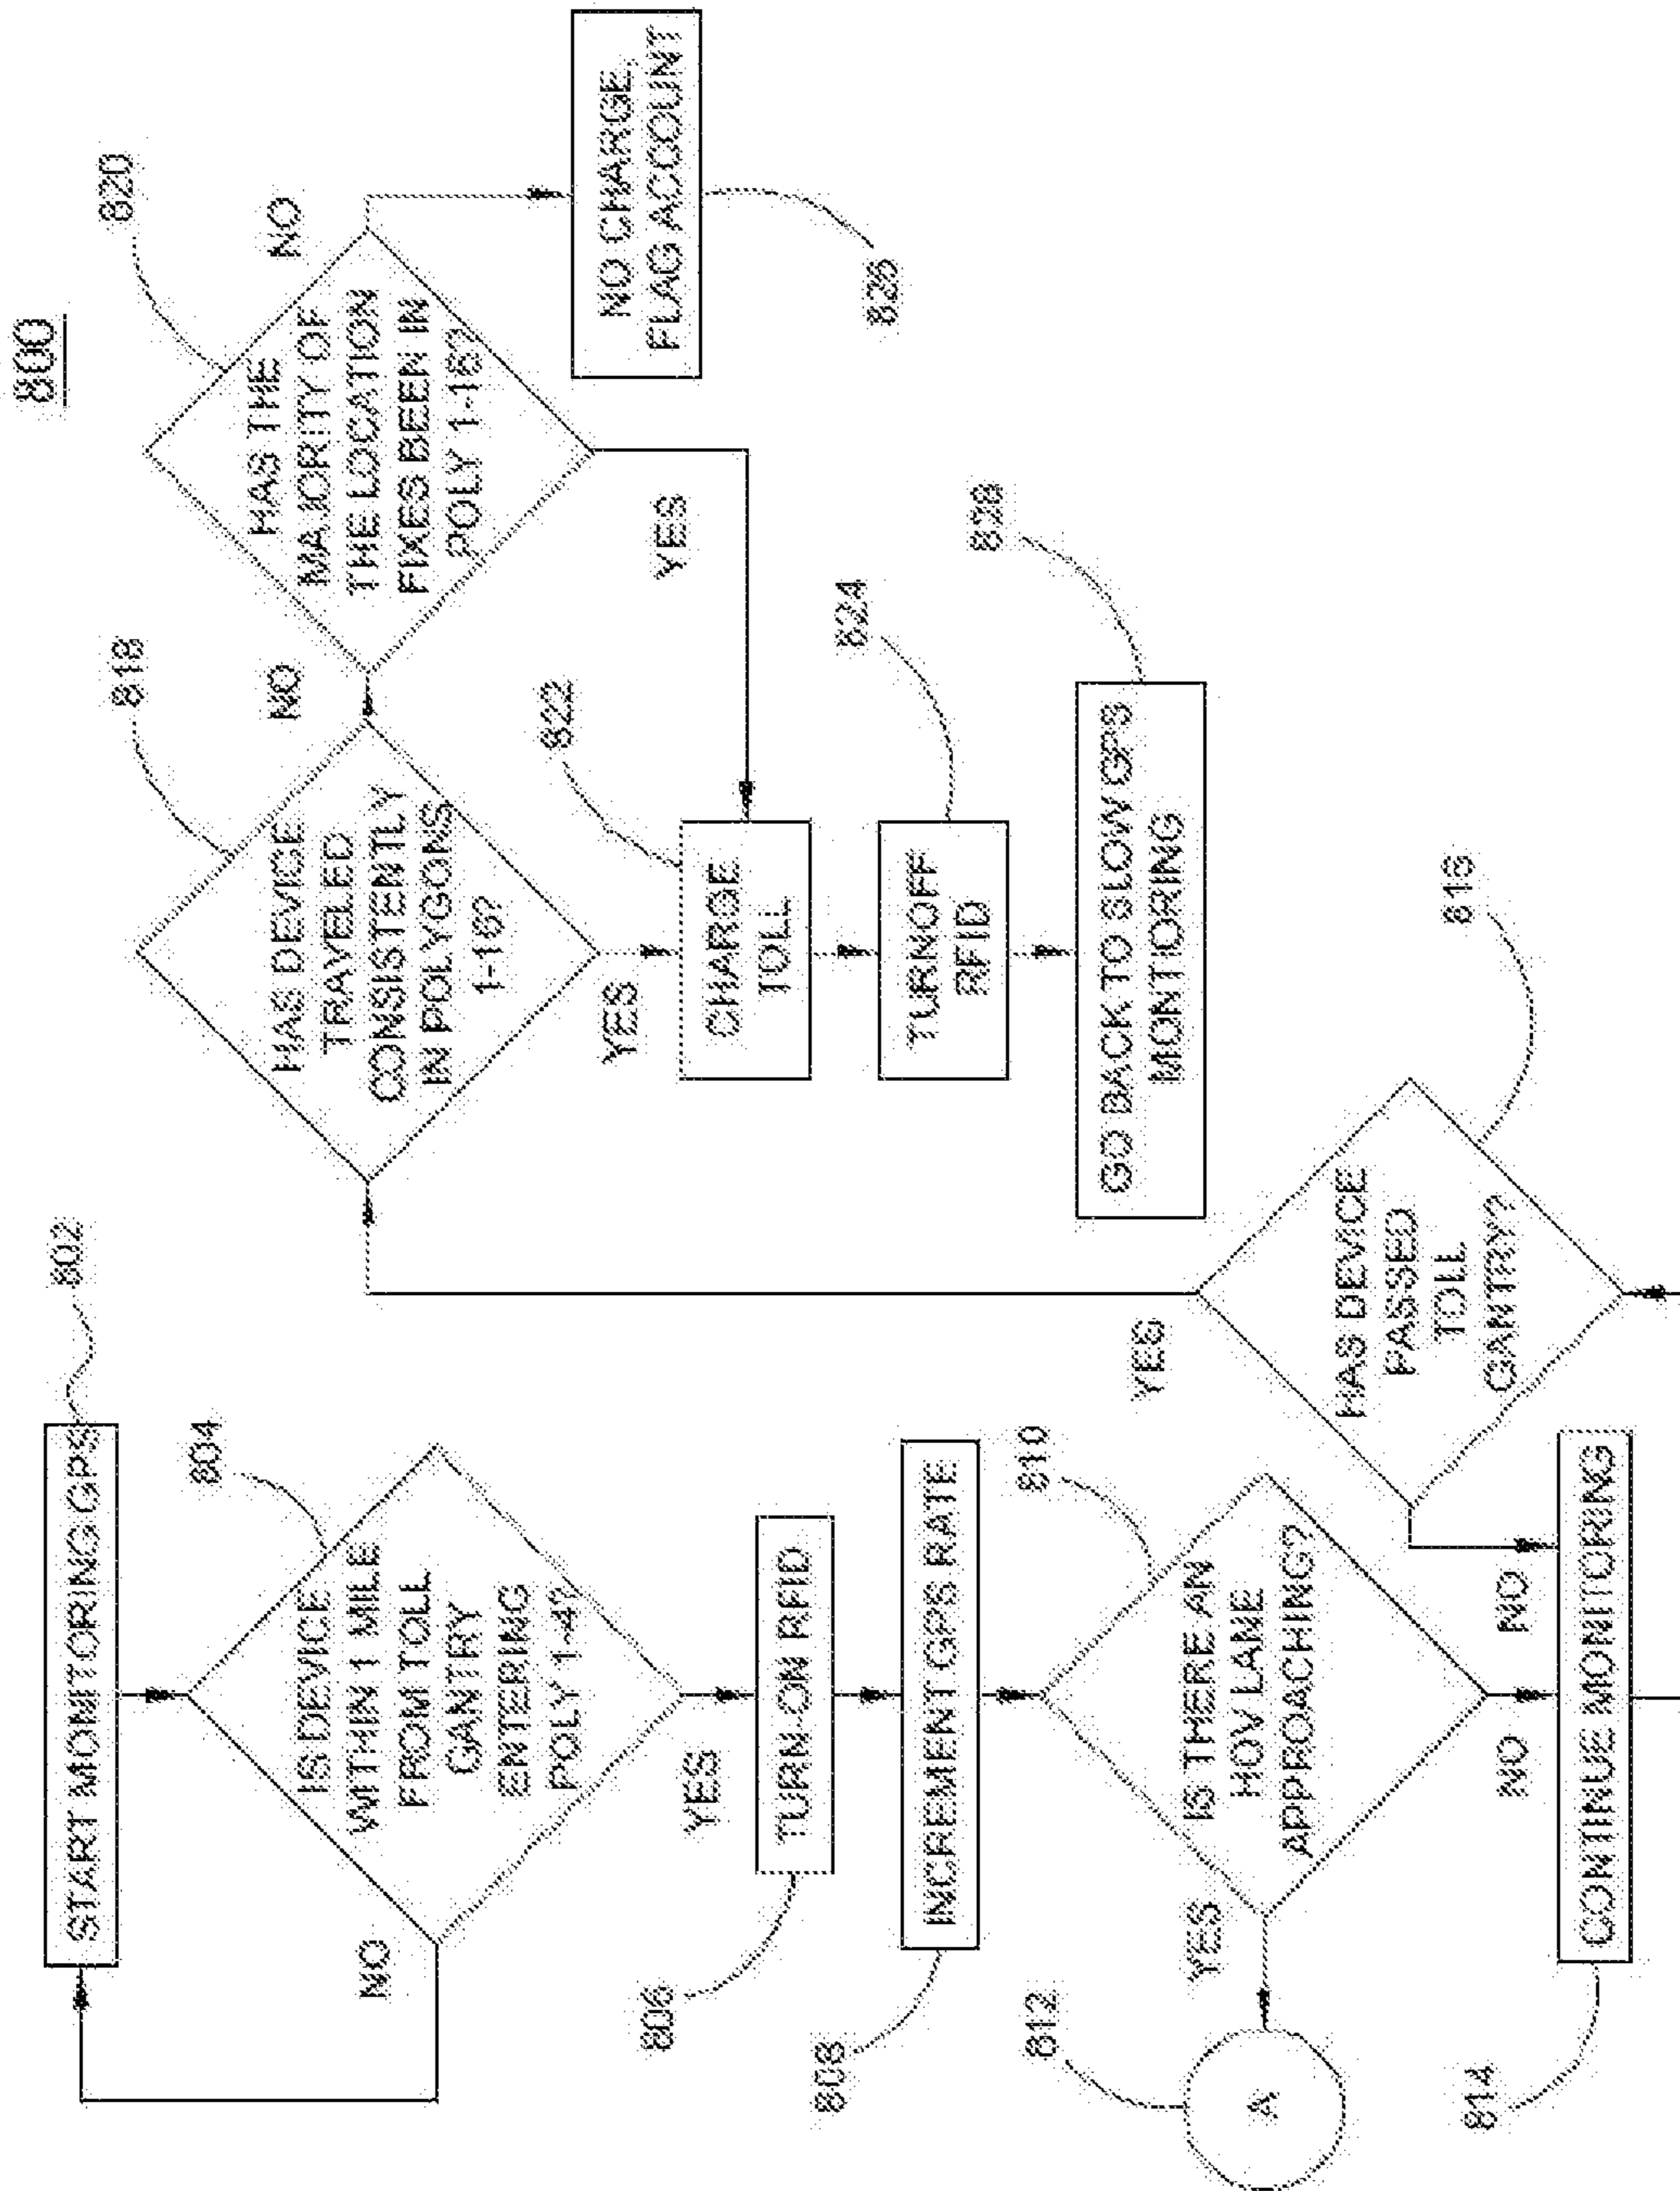 800
START MONITORING GPS
802
IS DEVICE
WITHIN 1 MILE
FROM TOLL
GANTRY
ENTERING
POLY 1-4?
804
NO
YES
TURN-ON RFID
806
INCREMENT GPS RATE
808
IS THERE AN
HOV LANE
APPROACHING?
810
YES
A
812
NO
CONTINUE MONITORING
814
HAS DEVICE
PASSED
TOLL
GANTRY?
816
NO
YES
HAS DEVICE
TRAVELED
CONSISTENTLY
IN POLYGONS
1-16?
818
NO
YES
HAS THE
MAJORITY OF
THE LOCATION
FIXES BEEN IN
POLY 1-16?
820
NO
YES
CHARGE
TOLL
822
TURNOFF
RFID
824
NO CHARGE,
FLAG ACCOUNT
826
GO BACK TO SLOW GPS
MONTIORING
828